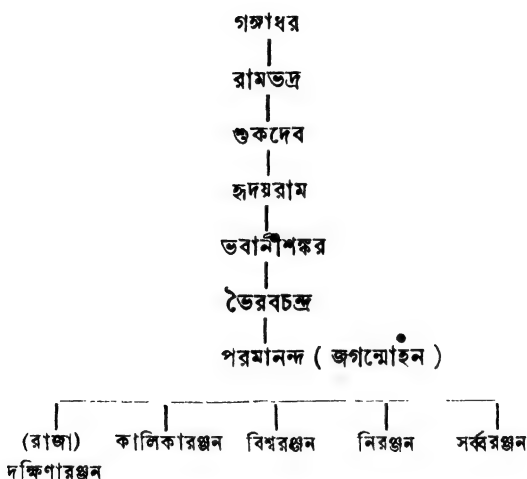 গঙ্গাধর
রামভদ্র
শুকদেব
হৃদয়রাম
ভবানীশঙ্কর
ভৈরবচন্দ্র
পরমানন্দ ( জগন্মোহন )
(রাজা) কালিকারঞ্জন বিশ্বরঞ্জন নিরঞ্জন সর্ব্বরঞ্জন
দক্ষিণারঞ্জন